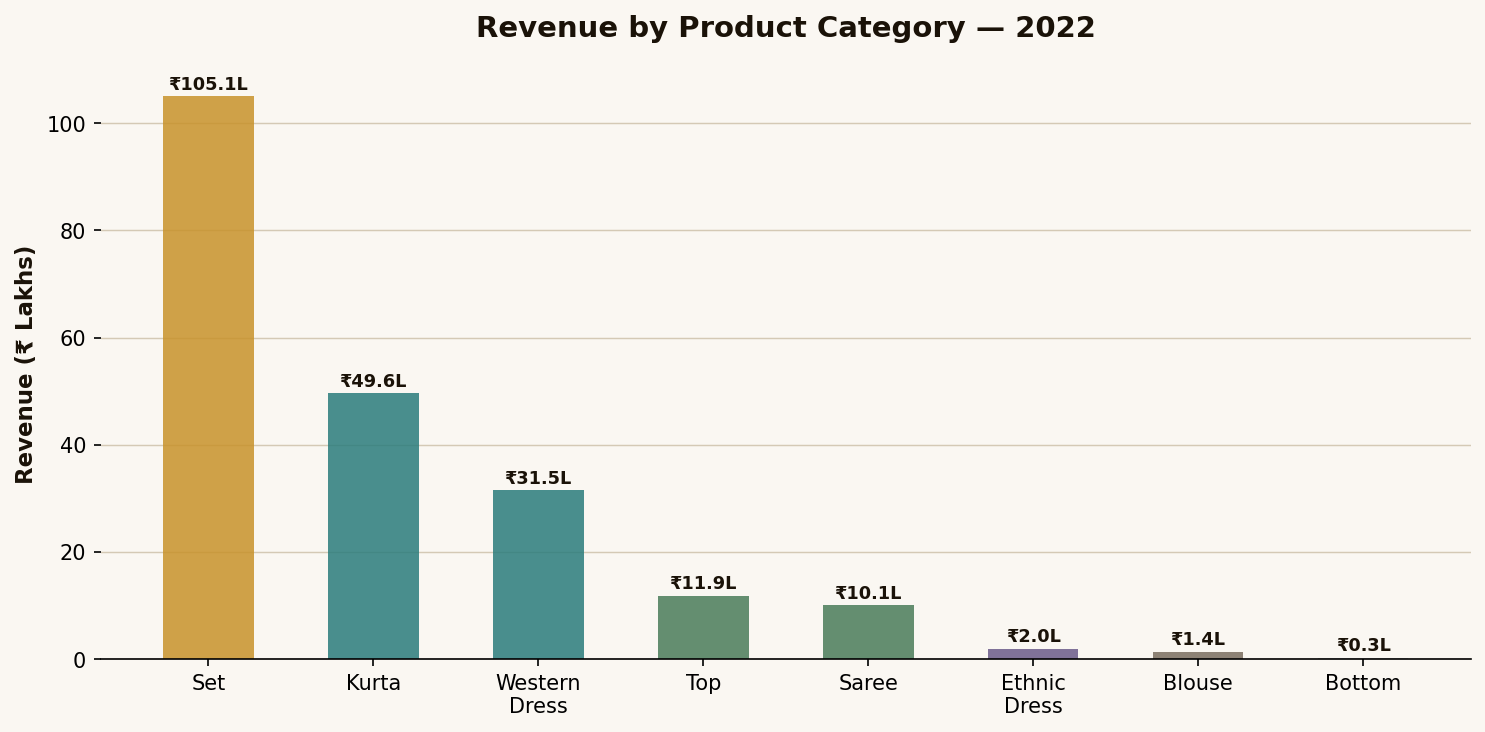 Revenue by Product Category — 2022
Revenue (₹ Lakhs)
100
80
60
40
20
0
₹105.1L
₹49.6L
₹31.5L
₹11.9L
₹10.1L
₹2.0L
₹1.4L
₹0.3L
Set
Kurta
Western
Dress
Top
Saree
Ethnic
Dress
Blouse
Bottom